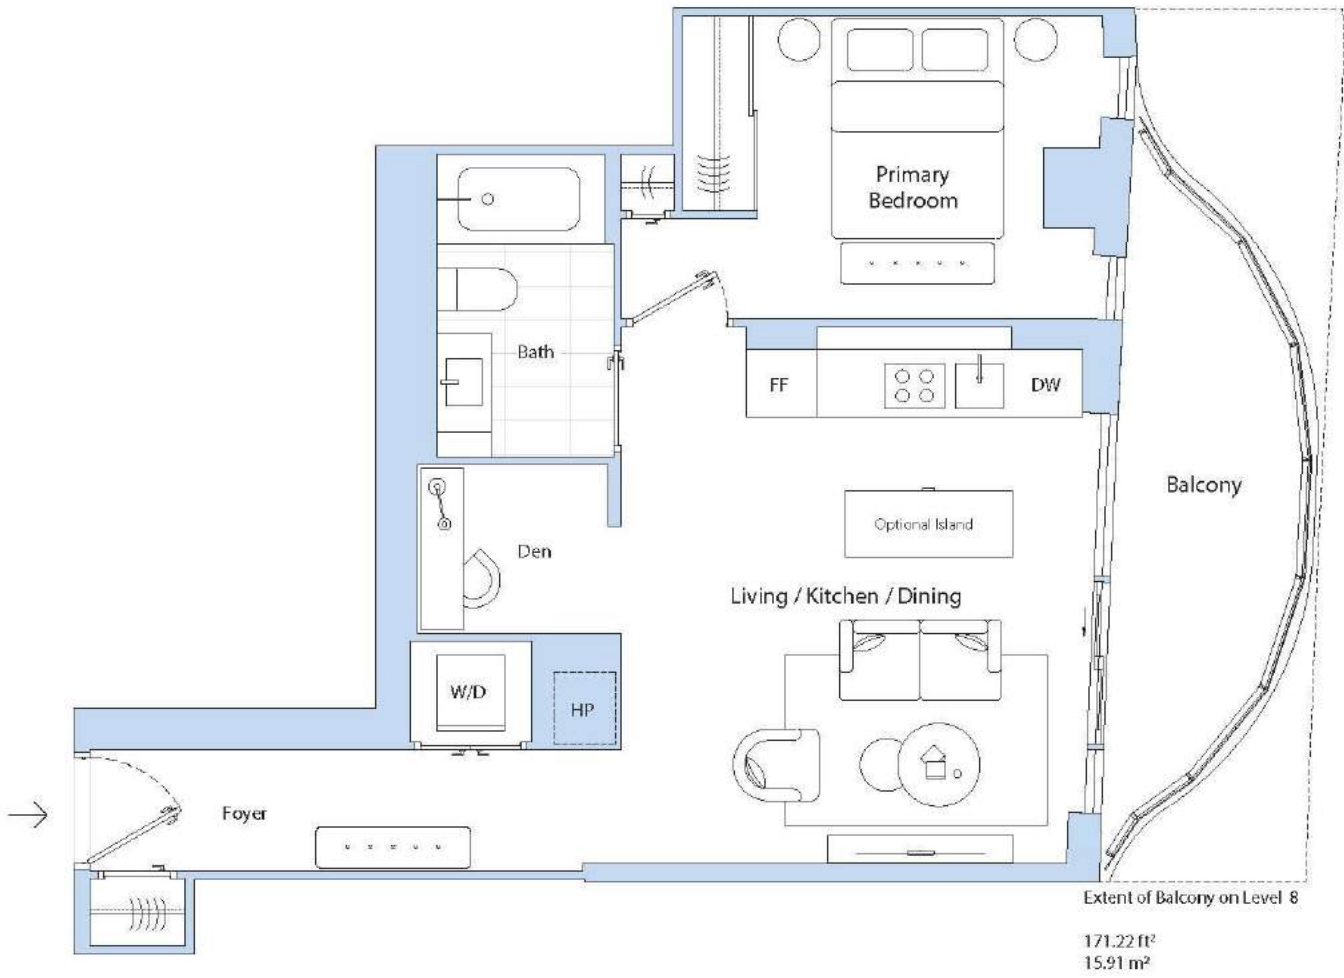 Primary
Bedroom
Bath
FF
DW
Balcony
Optional Island
Den
Living / Kitchen / Dining
W/D
HP
Foyer
Extent of Balcony on Level 8
171.22 ft²
15.91 m²